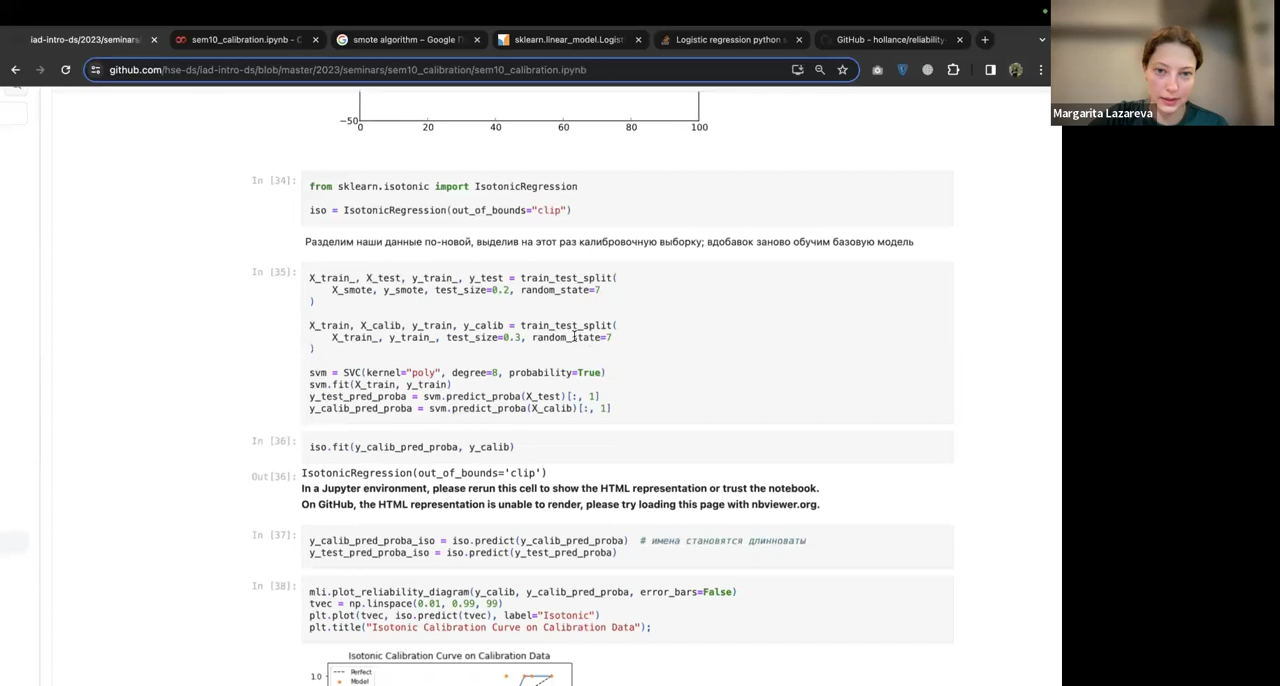 iad-intro-ds/2023/seminars
sem10_calibration.ipynb - C
smote algorithm – Google П
sklearn.linear_model.Logist
Logistic regression python s
GitHub - hollance/reliability-
github.com/hse-ds/iad-intro-ds/blob/master/2023/seminars/sem10_calibration/sem10_calibration.ipynb
Margarita Lazareva
−50
0 20 40 60 80 100
In [34]:
from sklearn.isotonic import IsotonicRegression
iso = IsotonicRegression(out_of_bounds="clip")
Разделим наши данные по-новой, выделив на этот раз калибровочную выборку; вдобавок заново обучим базовую модель
In [35]:
X_train_, X_test, y_train_, y_test = train_test_split(
X_smote, y_smote, test_size=0.2, random_state=7
)
X_train, X_calib, y_train, y_calib = train_test_split(
X_train_, y_train_, test_size=0.3, random_state=7
)
svm = SVC(kernel="poly", degree=8, probability=True)
svm.fit(X_train, y_train)
y_test_pred_proba = svm.predict_proba(X_test)[:, 1]
y_calib_pred_proba = svm.predict_proba(X_calib)[:, 1]
In [36]:
iso.fit(y_calib_pred_proba, y_calib)
Out[36]:
IsotonicRegression(out_of_bounds='clip')
In a Jupyter environment, please rerun this cell to show the HTML representation or trust the notebook.
On GitHub, the HTML representation is unable to render, please try loading this page with nbviewer.org.
In [37]:
y_calib_pred_proba_iso = iso.predict(y_calib_pred_proba) # имена становятся длинноваты
y_test_pred_proba_iso = iso.predict(y_test_pred_proba)
In [38]:
mli.plot_reliability_diagram(y_calib, y_calib_pred_proba, error_bars=False)
tvec = np.linspace(0.01, 0.99, 99)
plt.plot(tvec, iso.predict(tvec), label="Isotonic")
plt.title("Isotonic Calibration Curve on Calibration Data");
Isotonic Calibration Curve on Calibration Data
1.0
Perfect
Model